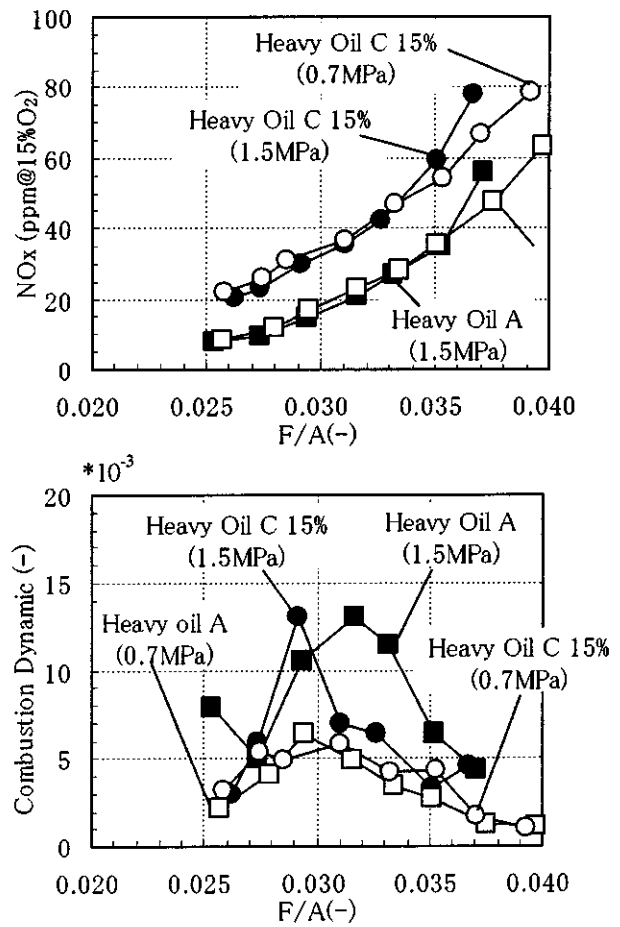 100
80
60
40
20
0
NOx (ppm@15%O₂)
Heavy Oil C 15%
(0.7MPa)
Heavy Oil C 15%
(1.5MPa)
Heavy Oil A
(1.5MPa)
0.020 0.025 0.030 0.035 0.040
F/A(-)
*10⁻³
20
15
10
5
0
Combustion Dynamic (-)
Heavy Oil C 15%
(1.5MPa)
Heavy Oil A
(1.5MPa)
Heavy oil A
(0.7MPa)
Heavy Oil C 15%
(0.7MPa)
0.020 0.025 0.030 0.035 0.040
F/A(-)